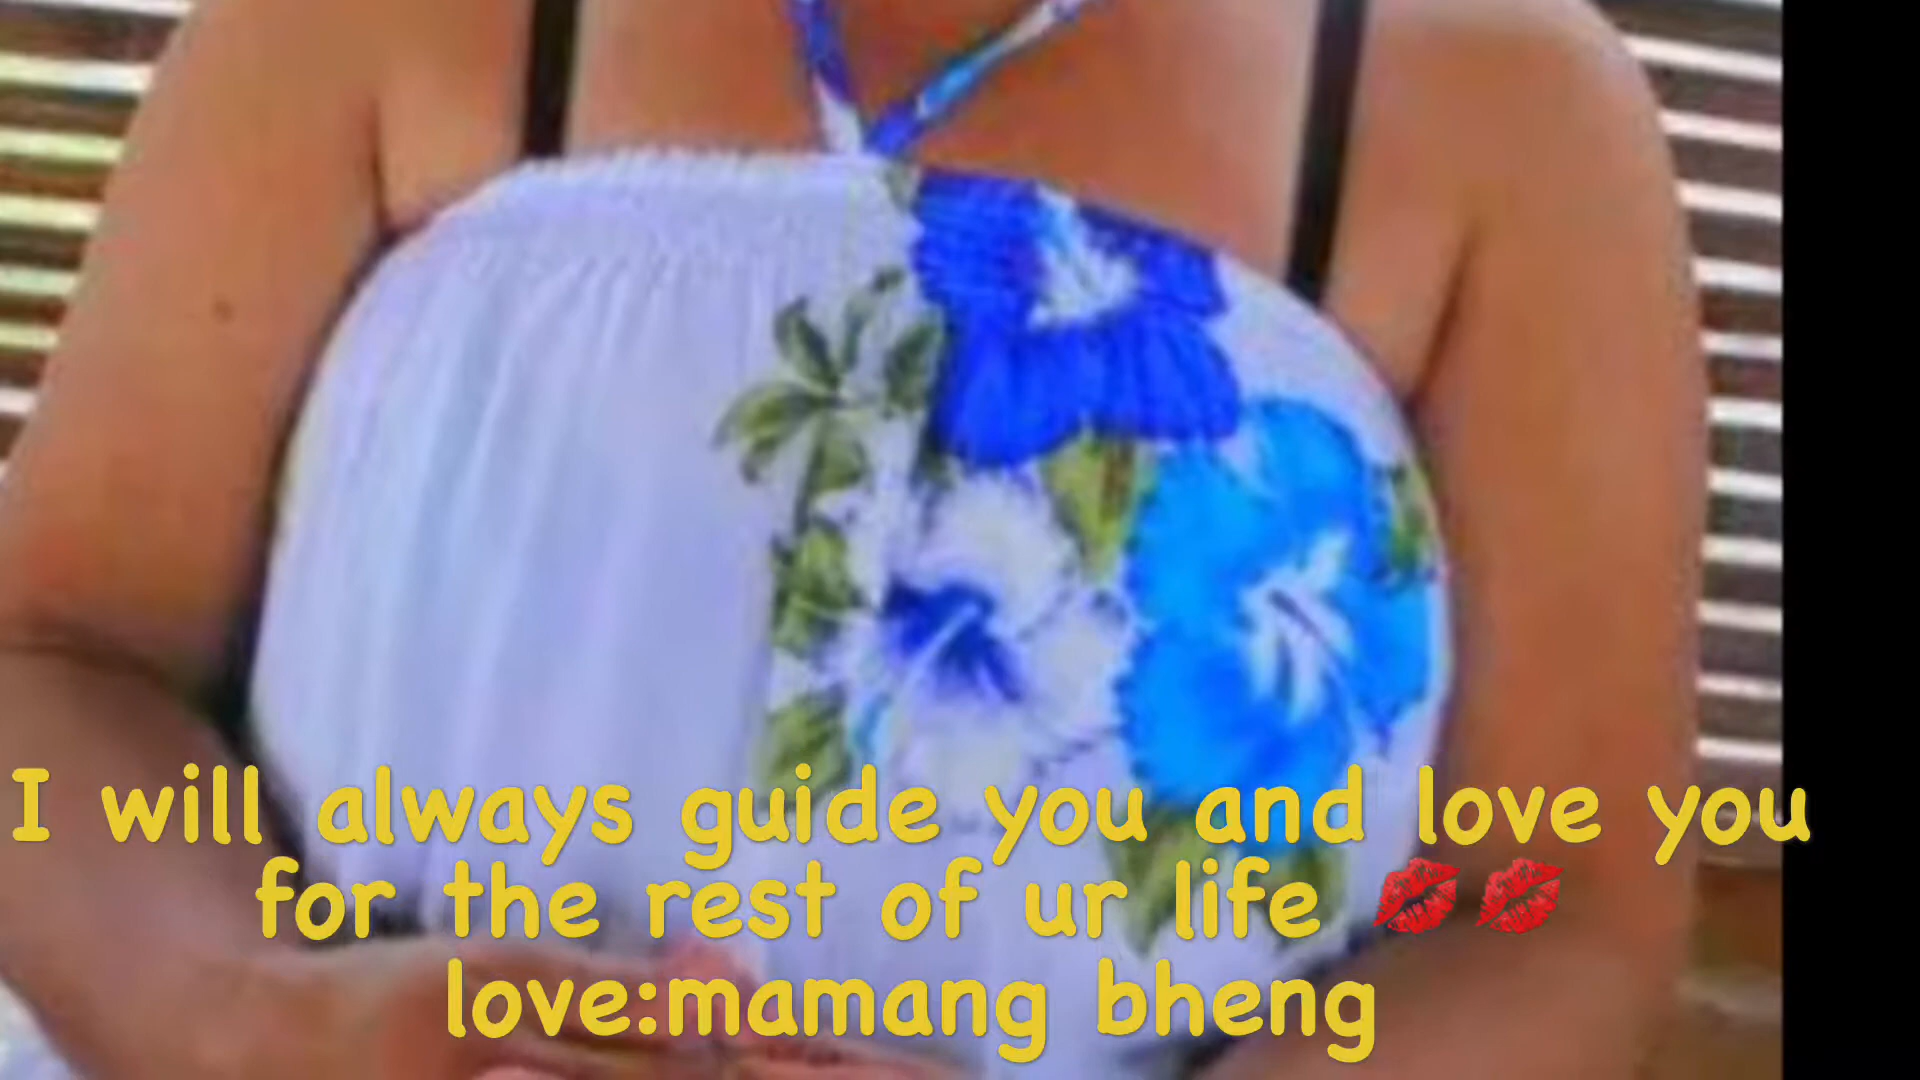 I will always guide you and love you
for the rest of ur life 💋💋
love:mamang bheng